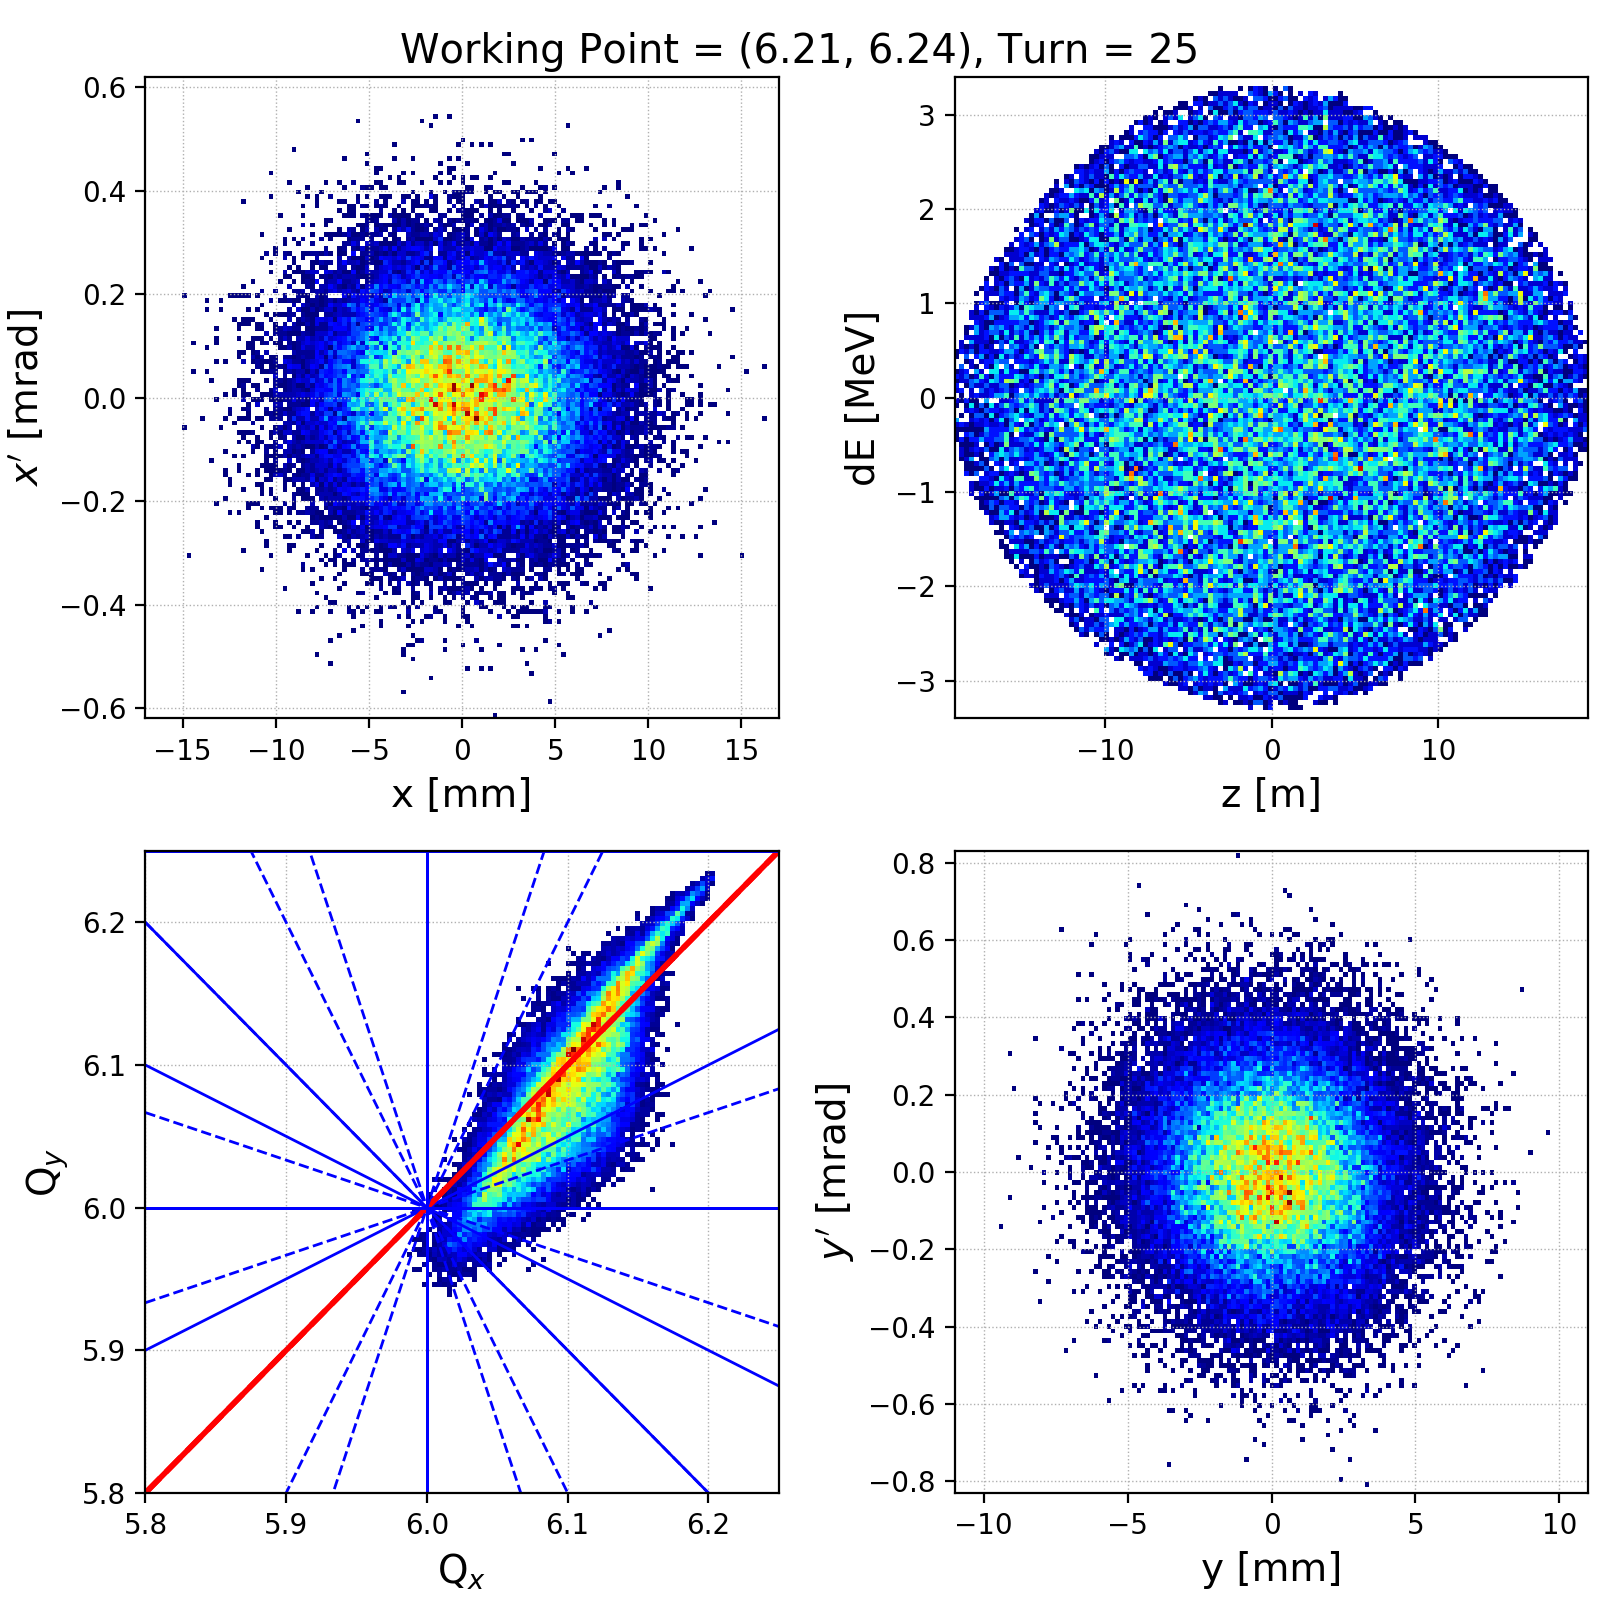 Working Point = (6.21, 6.24), Turn = 25
0.6
0.4
0.2
0.0
−0.2
−0.4
−0.6
x′ [mrad]
−15 −10 −5 0 5 10 15
x [mm]
3
2
1
0
−1
−2
−3
dE [MeV]
−10 0 10
z [m]
6.2
6.1
6.0
5.9
5.8
Qy
5.8 5.9 6.0 6.1 6.2
Qx
0.8
0.6
0.4
0.2
0.0
−0.2
−0.4
−0.6
−0.8
y′ [mrad]
−10 −5 0 5 10
y [mm]